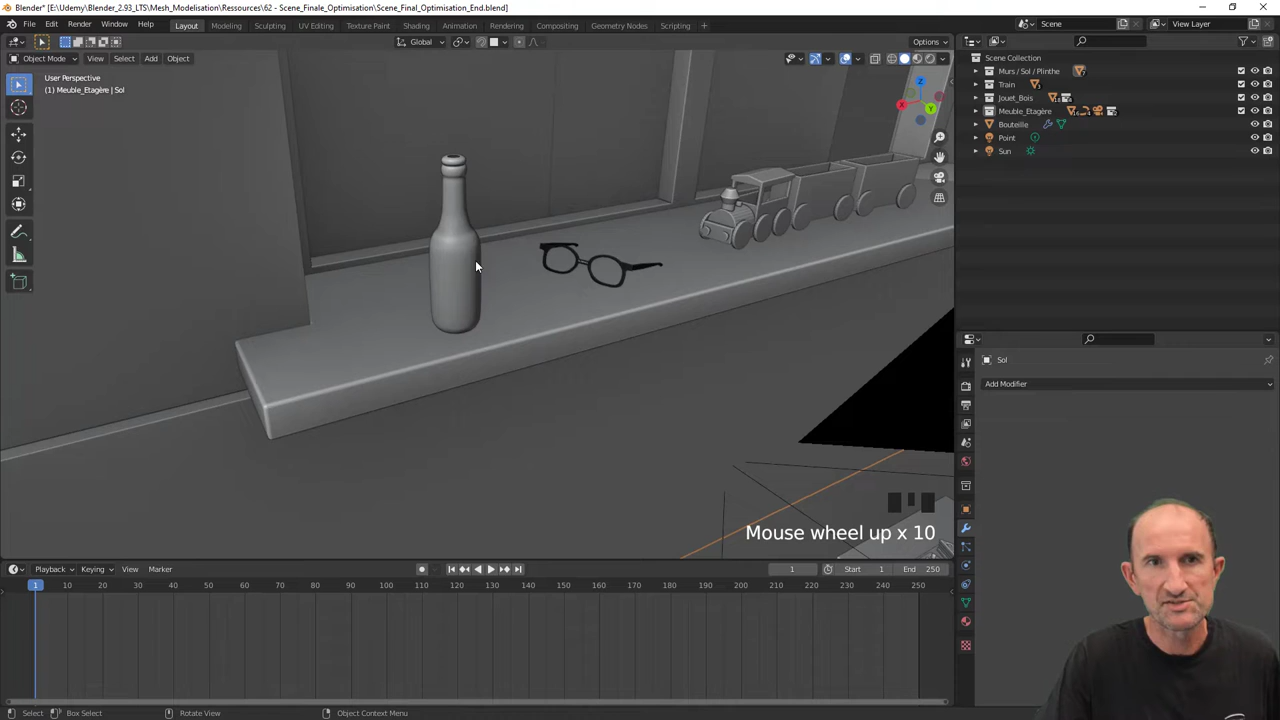 Blender* [E:\Udemy\Blender_2.93_LTS\Mesh_Modelisation\Ressources\62 - Scene_Finale_Optimisation\Scene_Final_Optimisation_End.blend]
File Edit Render Window Help Layout Modeling Sculpting UV Editing Texture Paint Shading Animation Rendering Geometry Nodes Scripting Scene View Layer
Global Options
Object Mode View Select Add Object
User Perspective
(1) Meuble_Etagère | Sol
Z
X
Y
Scene Collection
Murs / Sol / Plinthe
Train
Jouet_Bois
Meuble_Etagère
Bouteille
Point
Sun
Sol
Add Modifier
Mouse wheel up x 10
Playback Keying View Marker 1 Start 1 End 250
1 10 20 30 40 50 60 70 80 90 100 110 120 130 140 150 160 170 180 190 200 210 220 230 240 250
Select Box Select Rotate View Object Context Menu